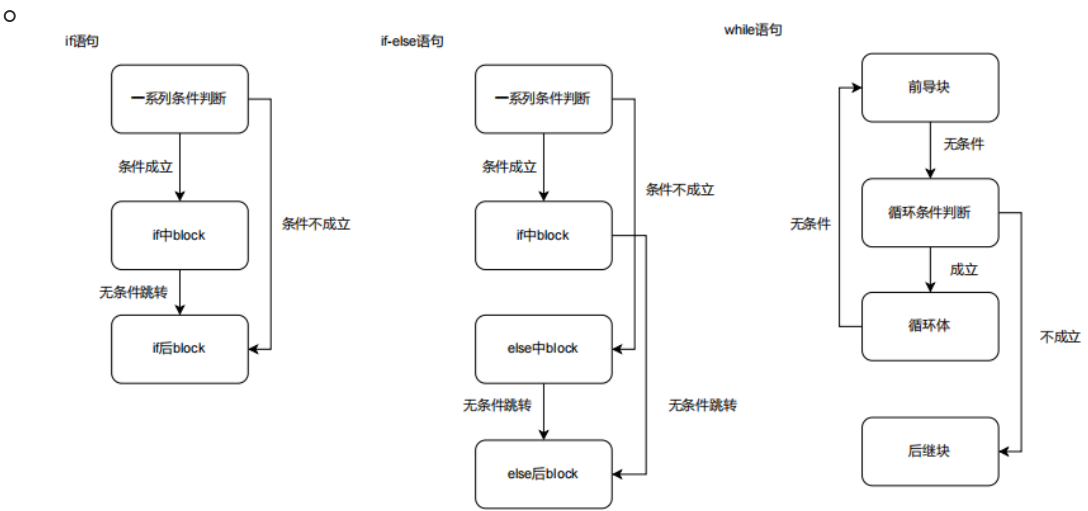 if语句
一系列条件判断
条件成立
if中block
条件不成立
无条件跳转
if后block
if-else语句
一系列条件判断
条件成立
条件不成立
if中block
else中block
无条件跳转
无条件跳转
else后block
while语句
前导块
无条件
循环条件判断
无条件
成立
循环体
不成立
后继块